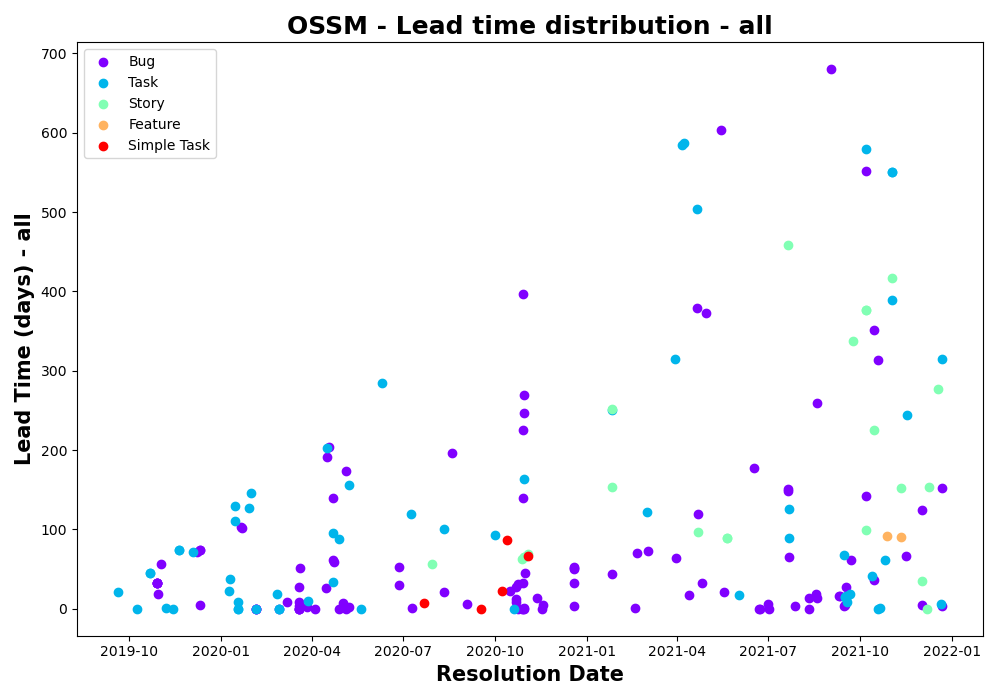 OSSM - Lead time distribution - all
Bug
Task
Story
Feature
Simple Task
Lead Time (days) - all
700
600
500
400
300
200
100
0
2019-10 2020-01 2020-04 2020-07 2020-10 2021-01 2021-04 2021-07 2021-10 2022-01
Resolution Date